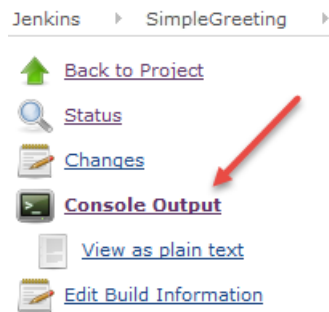 Jenkins SimpleGreeting
Back to Project
Status
Changes
Console Output
View as plain text
Edit Build Information